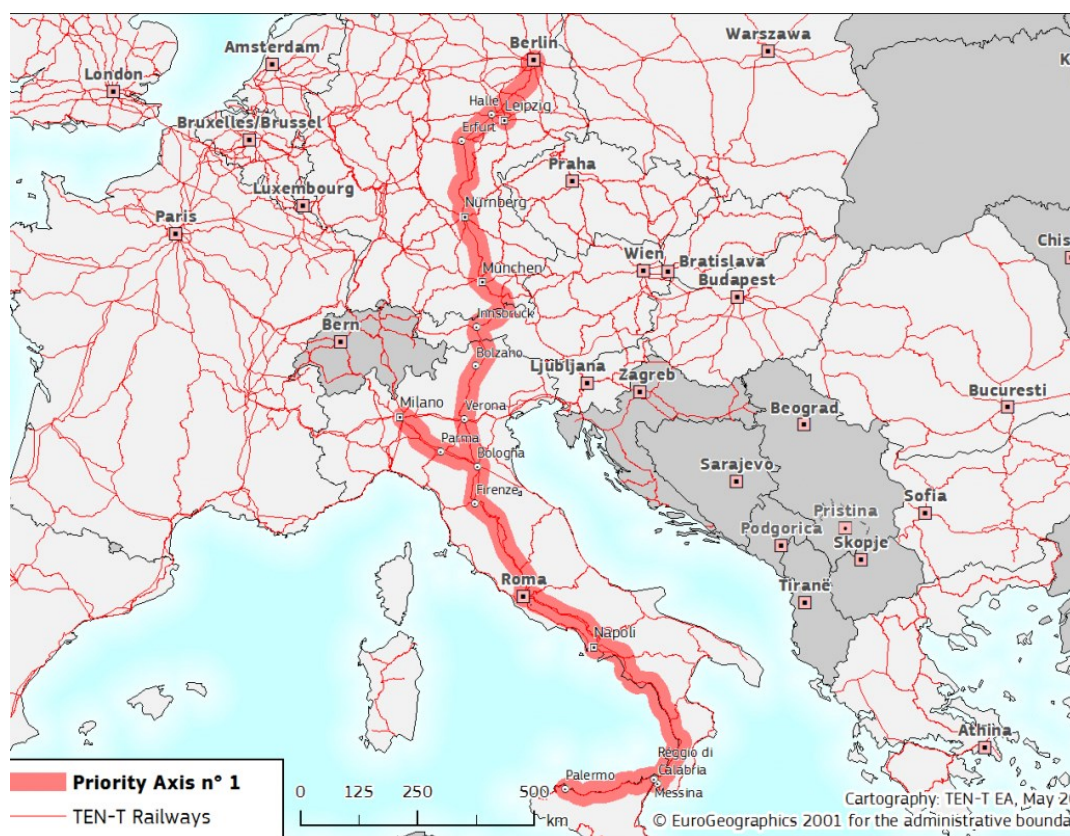 Warszawa
Berlin
Amsterdam
K
London
Halle
Leipzig
Bruxelles/Brussel
Erfurt
Praha
Luxembourg
Nürnberg
Paris
Chis
Wien
Bratislava
München
Budapest
Innsbruck
Bern
Bolzano
Ljubljana
Zagreb
Bucuresti
Milano
Verona
Beograd
Parma
Bologna
Sarajevo
Firenze
Sofia
Pristina
Podgorica
Skopje
Roma
Tiranë
Napoli
Athina
Reggio di
Calabria
Palermo
Messina
Priority Axis n° 1
TEN-T Railways
0 125 250 500
km
Cartography: TEN-T EA, May 20
© EuroGeographics 2001 for the administrative bounda